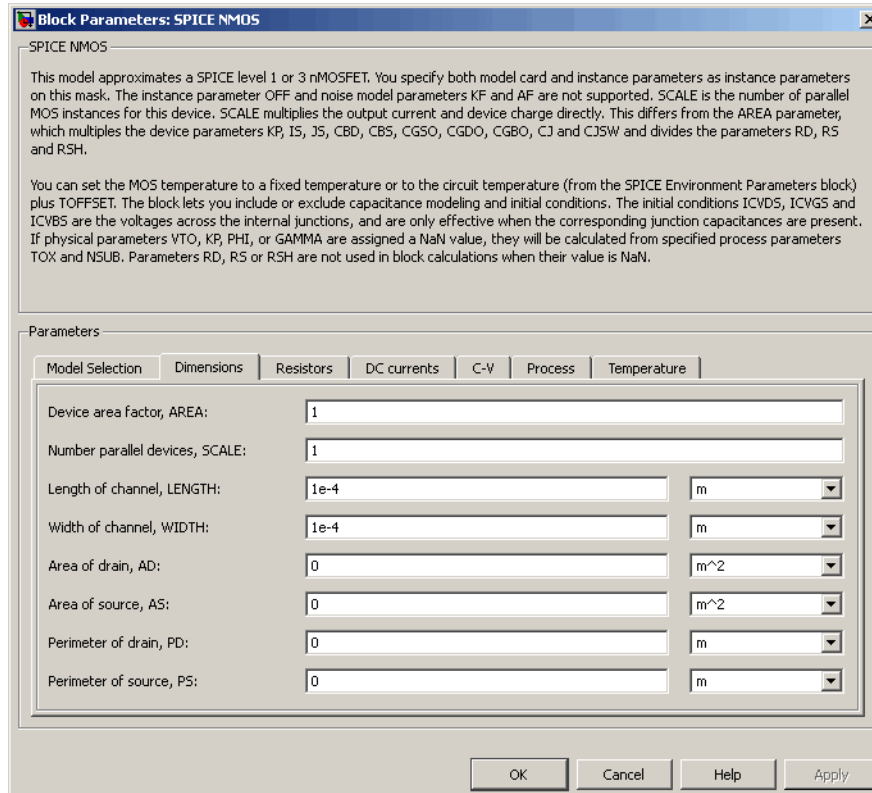 Block Parameters: SPICE NMOS
SPICE NMOS
This model approximates a SPICE level 1 or 3 nMOSFET. You specify both model card and instance parameters as instance parameters
on this mask. The instance parameter OFF and noise model parameters KF and AF are not supported. SCALE is the number of parallel
MOS instances for this device. SCALE multiplies the output current and device charge directly. This differs from the AREA parameter,
which multiples the device parameters KP, IS, JS, CBD, CBS, CGSO, CGDO, CGBO, CJ and CJSW and divides the parameters RD, RS
and RSH.
You can set the MOS temperature to a fixed temperature or to the circuit temperature (from the SPICE Environment Parameters block)
plus TOFFSET. The block lets you include or exclude capacitance modeling and initial conditions. The initial conditions ICVDS, ICVGS and
ICVBS are the voltages across the internal junctions, and are only effective when the corresponding junction capacitances are present.
If physical parameters VTO, KP, PHI, or GAMMA are assigned a NaN value, they will be calculated from specified process parameters
TOX and NSUB. Parameters RD, RS or RSH are not used in block calculations when their value is NaN.
Parameters
Model Selection Dimensions Resistors DC currents C-V Process Temperature
Device area factor, AREA: 1
Number parallel devices, SCALE: 1
Length of channel, LENGTH: 1e-4 m
Width of channel, WIDTH: 1e-4 m
Area of drain, AD: 0 m^2
Area of source, AS: 0 m^2
Perimeter of drain, PD: 0 m
Perimeter of source, PS: 0 m
OK Cancel Help Apply